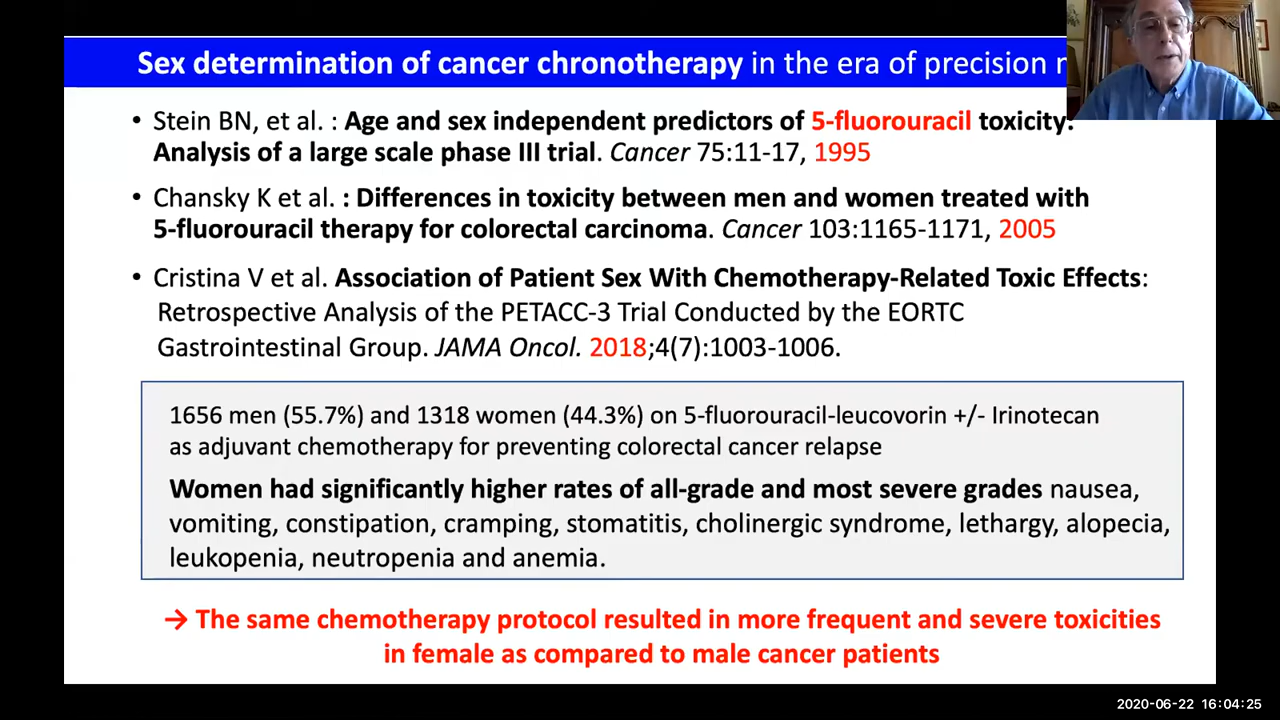 Sex determination of cancer chronotherapy in the era of precision
• Stein BN, et al. : Age and sex independent predictors of 5-fluorouracil toxicity.
Analysis of a large scale phase III trial. Cancer 75:11-17, 1995
• Chansky K et al. : Differences in toxicity between men and women treated with
5-fluorouracil therapy for colorectal carcinoma. Cancer 103:1165-1171, 2005
• Cristina V et al. Association of Patient Sex With Chemotherapy-Related Toxic Effects:
Retrospective Analysis of the PETACC-3 Trial Conducted by the EORTC
Gastrointestinal Group. JAMA Oncol. 2018;4(7):1003-1006.
1656 men (55.7%) and 1318 women (44.3%) on 5-fluorouracil-leucovorin +/- Irinotecan
as adjuvant chemotherapy for preventing colorectal cancer relapse
Women had significantly higher rates of all-grade and most severe grades nausea,
vomiting, constipation, cramping, stomatitis, cholinergic syndrome, lethargy, alopecia,
leukopenia, neutropenia and anemia.
→ The same chemotherapy protocol resulted in more frequent and severe toxicities
in female as compared to male cancer patients
2020-06-22 16:04:25